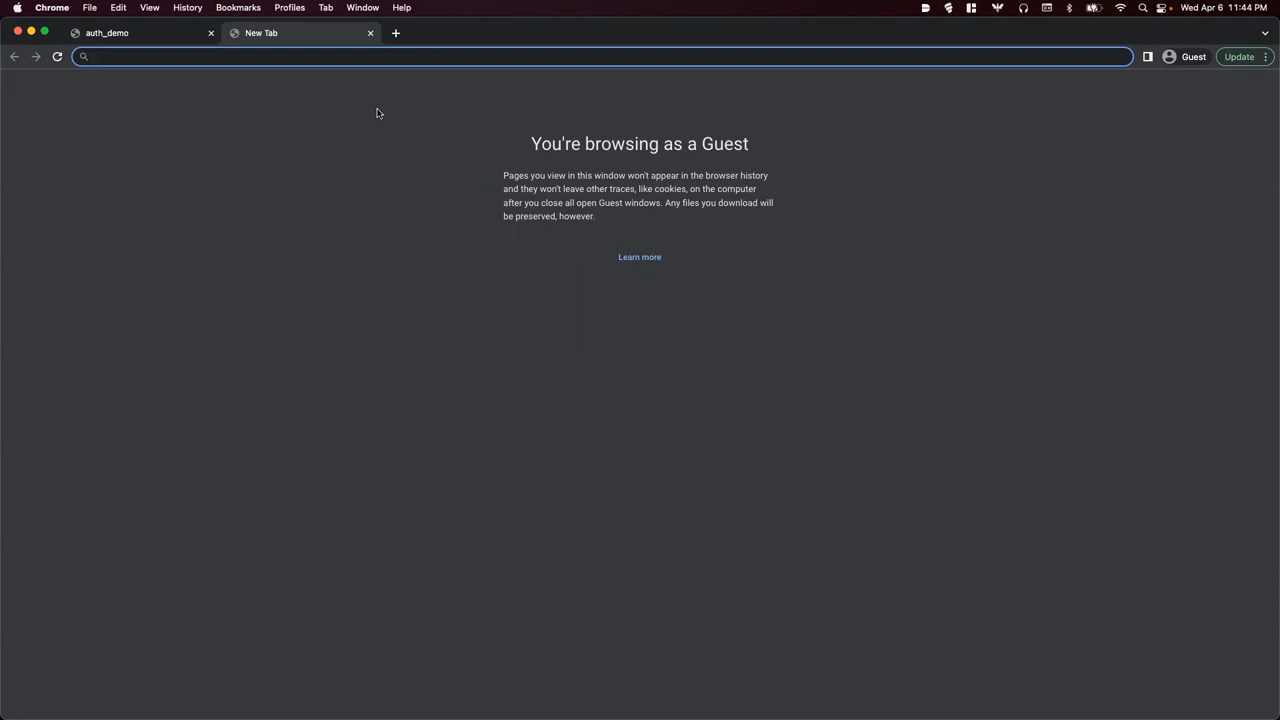 Chrome File Edit View History Bookmarks Profiles Tab Window Help Wed Apr 6 11:44 PM
auth_demo New Tab
Guest Update
You're browsing as a Guest
Pages you view in this window won't appear in the browser history
and they won't leave other traces, like cookies, on the computer
after you close all open Guest windows. Any files you download will
be preserved, however.
Learn more